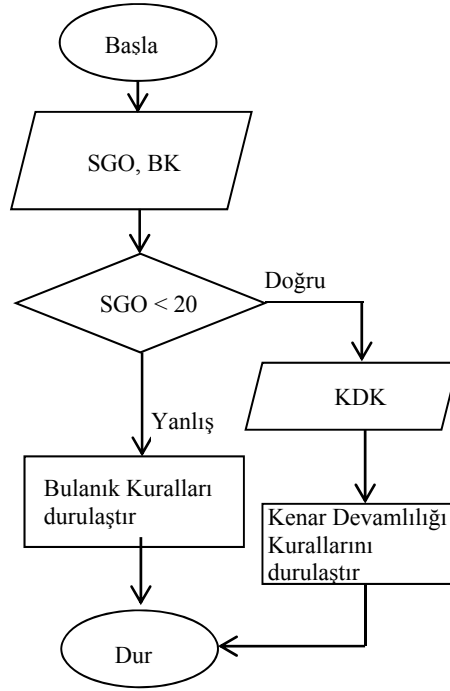 Başla
SGO, BK
SGO < 20
Doğru
KDK
Yanlış
Bulanık Kuralları
durulaştır
Kenar Devamlılığı
Kurallarını
durulaştır
Dur